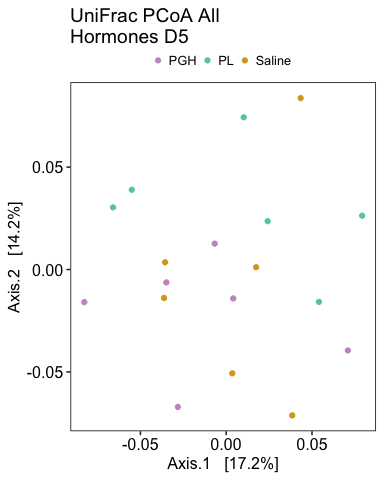 UniFrac PCoA All
Hormones D5
PGH PL Saline
0.05
0.00
-0.05
Axis.2 [14.2%]
-0.05 0.00 0.05
Axis.1 [17.2%]